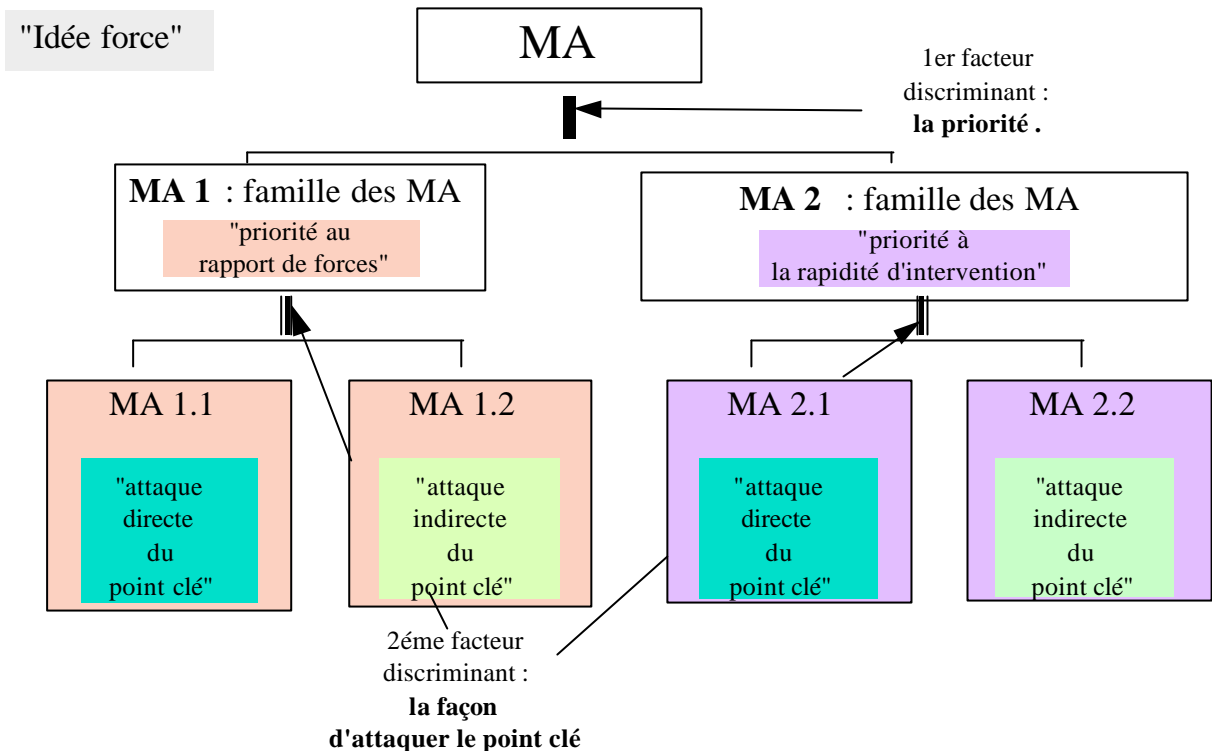 "Idée force"
MA
1er facteur
discriminant :
la priorité .
MA 1 : famille des MA
"priorité au
rapport de forces"
MA 2 : famille des MA
"priorité à
la rapidité d'intervention"
MA 1.1
"attaque
directe
du
point clé"
MA 1.2
"attaque
indirecte
du
point clé"
MA 2.1
"attaque
directe
du
point clé"
MA 2.2
"attaque
indirecte
du
point clé"
2éme facteur
discriminant :
la façon
d'attaquer le point clé